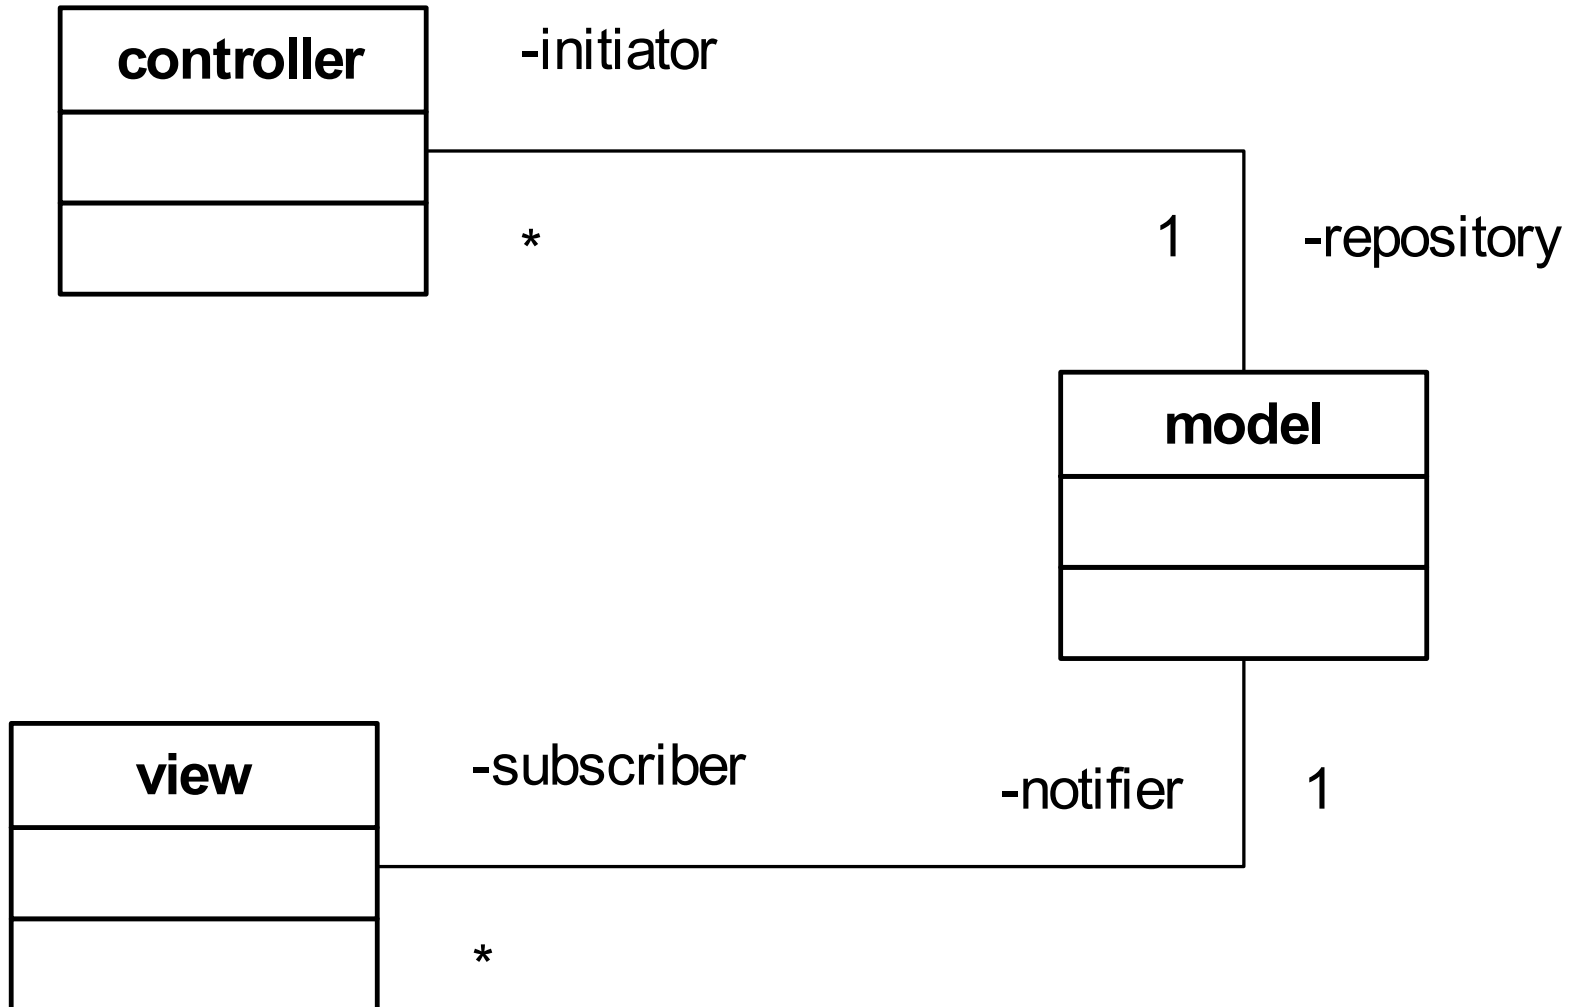 controller
-initiator
*
1
-repository
model
view
-subscriber
-notifier
1
*